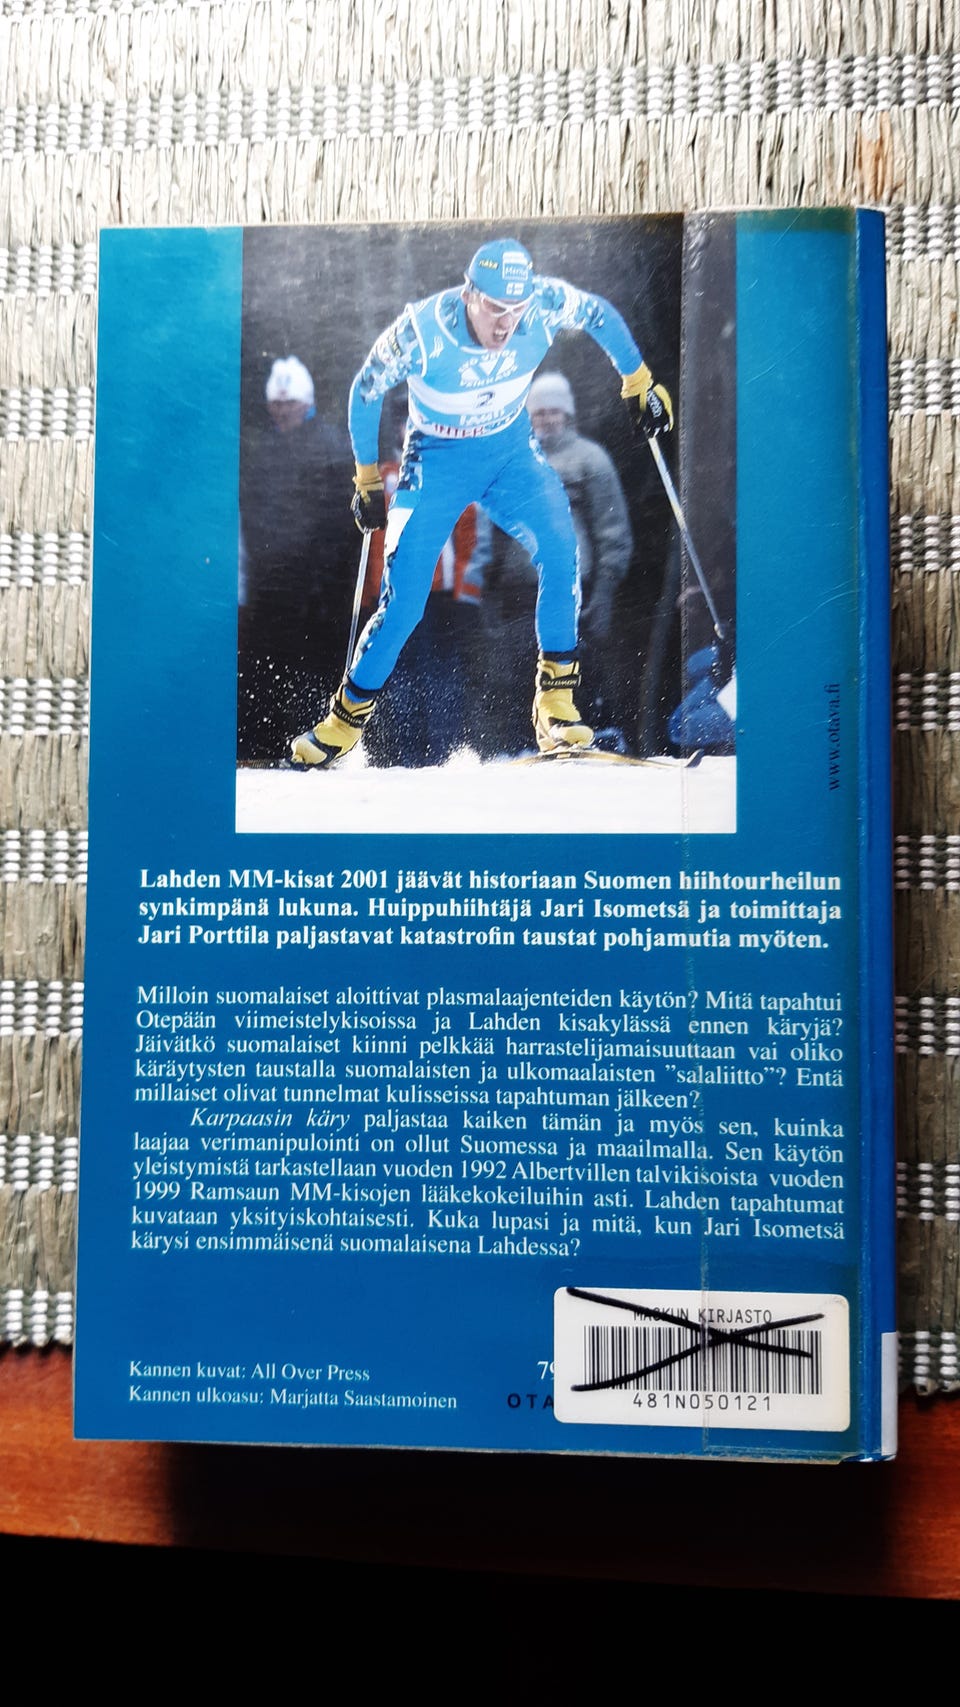 2
SALOMON
www.otava.fi
Lahden MM-kisat 2001 jäävät historiaan Suomen hiihtourheilun
synkimpänä lukuna. Huippuhiihtäjä Jari Isometsä ja toimittaja
Jari Porttila paljastavat katastrofin taustat pohjamutia myöten.
Milloin suomalaiset aloittivat plasmalaajenteiden käytön? Mitä tapahtui
Otepään viimeistelykisoissa ja Lahden kisakylässä ennen käryjä?
Jäivätkö suomalaiset kiinni pelkkää harrastelijamaisuuttaan vai oliko
käräytysten taustalla suomalaisten ja ulkomaalaisten ”salaliitto”? Entä
millaiset olivat tunnelmat kulisseissa tapahtuman jälkeen?
Karpaasin käry paljastaa kaiken tämän ja myös sen, kuinka
laajaa verimanipulointi on ollut Suomessa ja maailmalla. Sen käytön
yleistymistä tarkastellaan vuoden 1992 Albertvillen talvikisoista vuoden
1999 Ramsaun MM-kisojen lääkekokeiluihin asti. Lahden tapahtumat
kuvataan yksityiskohtaisesti. Kuka lupasi ja mitä, kun Jari Isometsä
kärysi ensimmäisenä suomalaisena Lahdessa?
MASKUN KIRJASTO
481N050121
Kannen kuvat: All Over Press
Kannen ulkoasu: Marjatta Saastamoinen
79
OTA